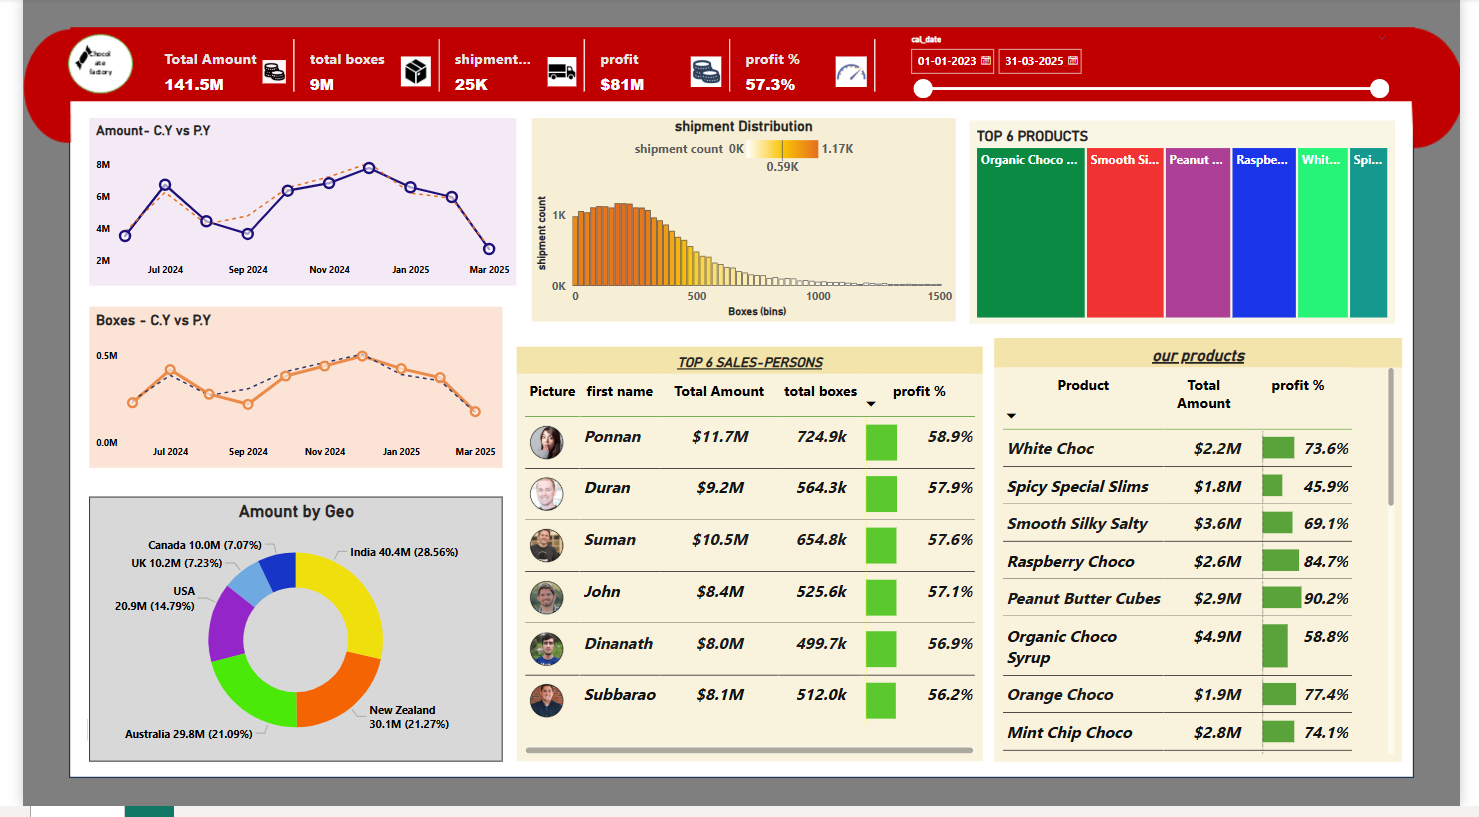 Chocol
ate
factory
Total Amount
141.5M
total boxes
9M
shipment...
25K
profit
$81M
profit %
57.3%
cal_date
01-01-2023
31-03-2025
Amount- C.Y vs P.Y
8M
6M
4M
2M
Jul 2024
Sep 2024
Nov 2024
Jan 2025
Mar 2025
Boxes - C.Y vs P.Y
0.5M
0.0M
Jul 2024
Sep 2024
Nov 2024
Jan 2025
Mar 2025
Amount by Geo
Canada 10.0M (7.07%)
UK 10.2M (7.23%)
USA
20.9M (14.79%)
India 40.4M (28.56%)
New Zealand
30.1M (21.27%)
Australia 29.8M (21.09%)
shipment Distribution
shipment count 0K 1.17K
0.59K
shipment count
1K
0K
0
500
1000
1500
Boxes (bins)
TOP 6 PRODUCTS
Organic Choco ...
Smooth Si...
Peanut ...
Raspbe...
Whit...
Spi...
TOP 6 SALES-PERSONS
Picture first name Total Amount total boxes profit %
Ponnan $11.7M 724.9k 58.9%
Duran $9.2M 564.3k 57.9%
Suman $10.5M 654.8k 57.6%
John $8.4M 525.6k 57.1%
Dinanath $8.0M 499.7k 56.9%
Subbarao $8.1M 512.0k 56.2%
our products
Product Total profit %
Amount
White Choc $2.2M 73.6%
Spicy Special Slims $1.8M 45.9%
Smooth Silky Salty $3.6M 69.1%
Raspberry Choco $2.6M 84.7%
Peanut Butter Cubes $2.9M 90.2%
Organic Choco $4.9M 58.8%
Syrup
Orange Choco $1.9M 77.4%
Mint Chip Choco $2.8M 74.1%